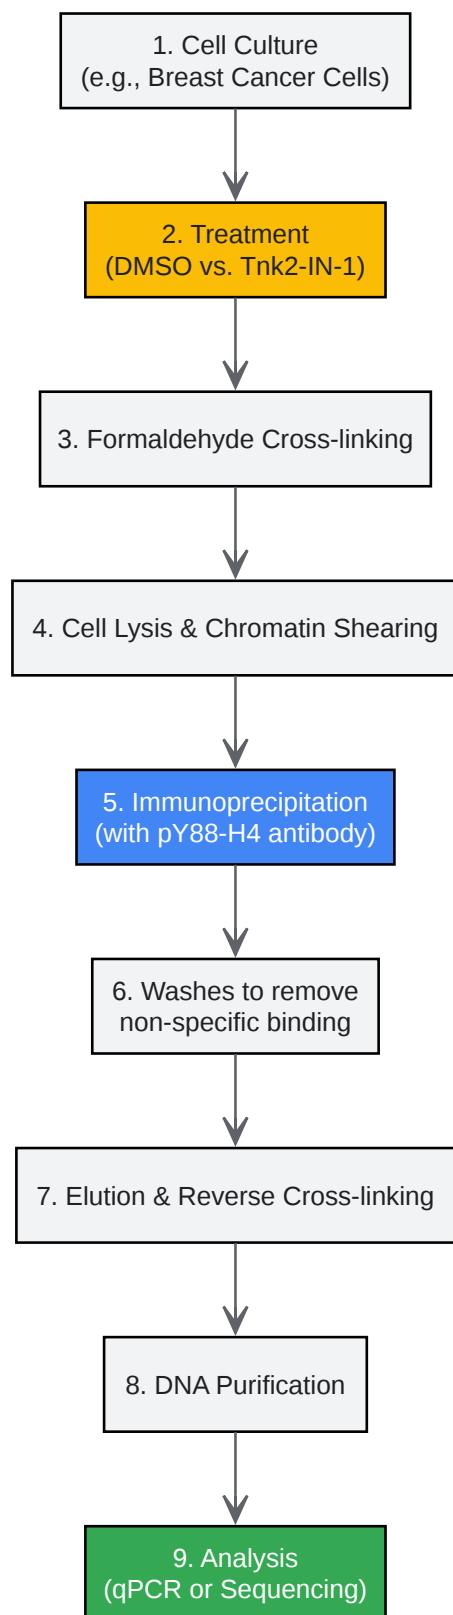 1. Cell Culture
(e.g., Breast Cancer Cells)
2. Treatment
(DMSO vs. Tnk2-IN-1)
3. Formaldehyde Cross-linking
4. Cell Lysis & Chromatin Shearing
5. Immunoprecipitation
(with pY88-H4 antibody)
6. Washes to remove
non-specific binding
7. Elution & Reverse Cross-linking
8. DNA Purification
9. Analysis
(qPCR or Sequencing)